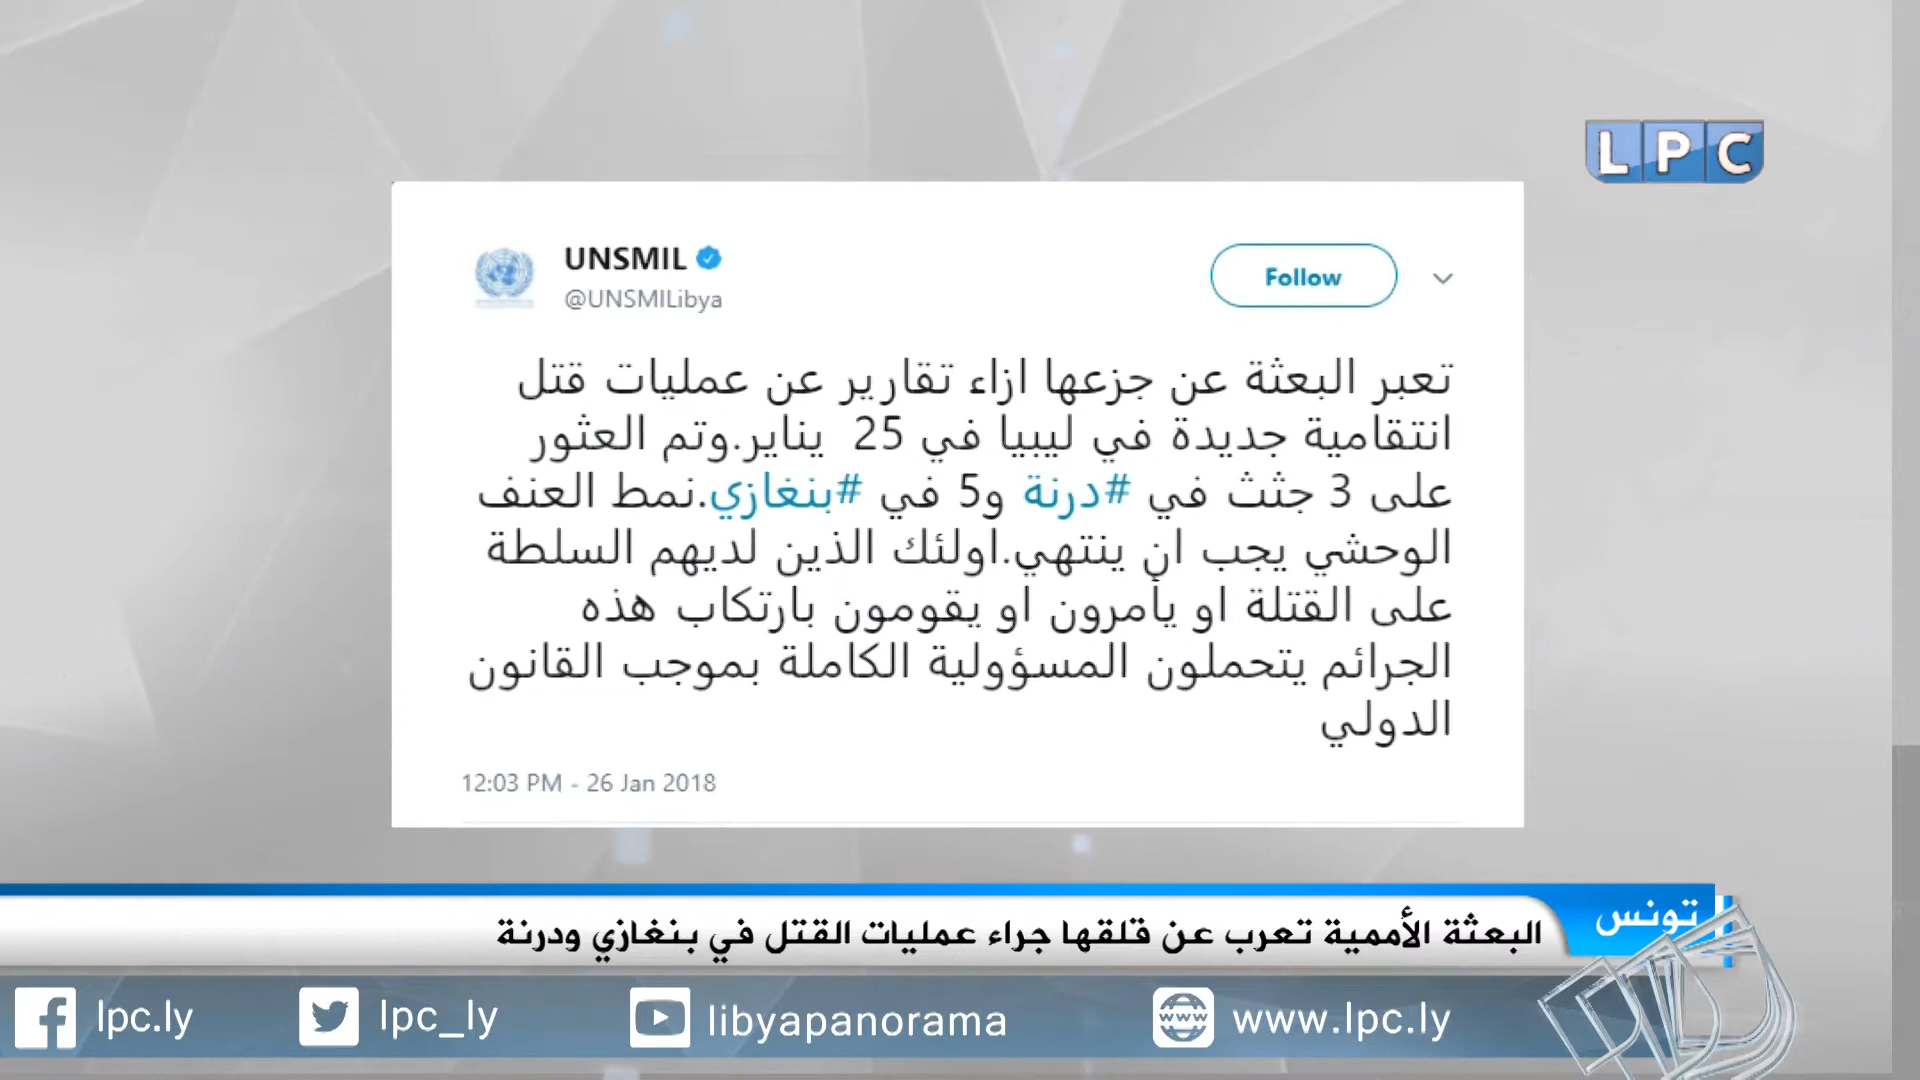 LPC
UNSMIL
@UNSMILibya
Follow
تعبر البعثة عن جزعها ازاء تقارير عن عمليات قتل
انتقامية جديدة في ليبيا في 25 يناير.وتم العثور
على 3 جثث في #درنة و5 في #بنغازي.نمط العنف
الوحشي يجب ان ينتهي.اولئك الذين لديهم السلطة
على القتلة او يأمرون او يقومون بارتكاب هذه
الجرائم يتحملون المسؤولية الكاملة بموجب القانون
الدولي
12:03 PM - 26 Jan 2018
تونس
البعثة الأممية تعرب عن قلقها جراء عمليات القتل في بنغازي ودرنة
lpc.ly
lpc_ly
libyapanorama
www.lpc.ly